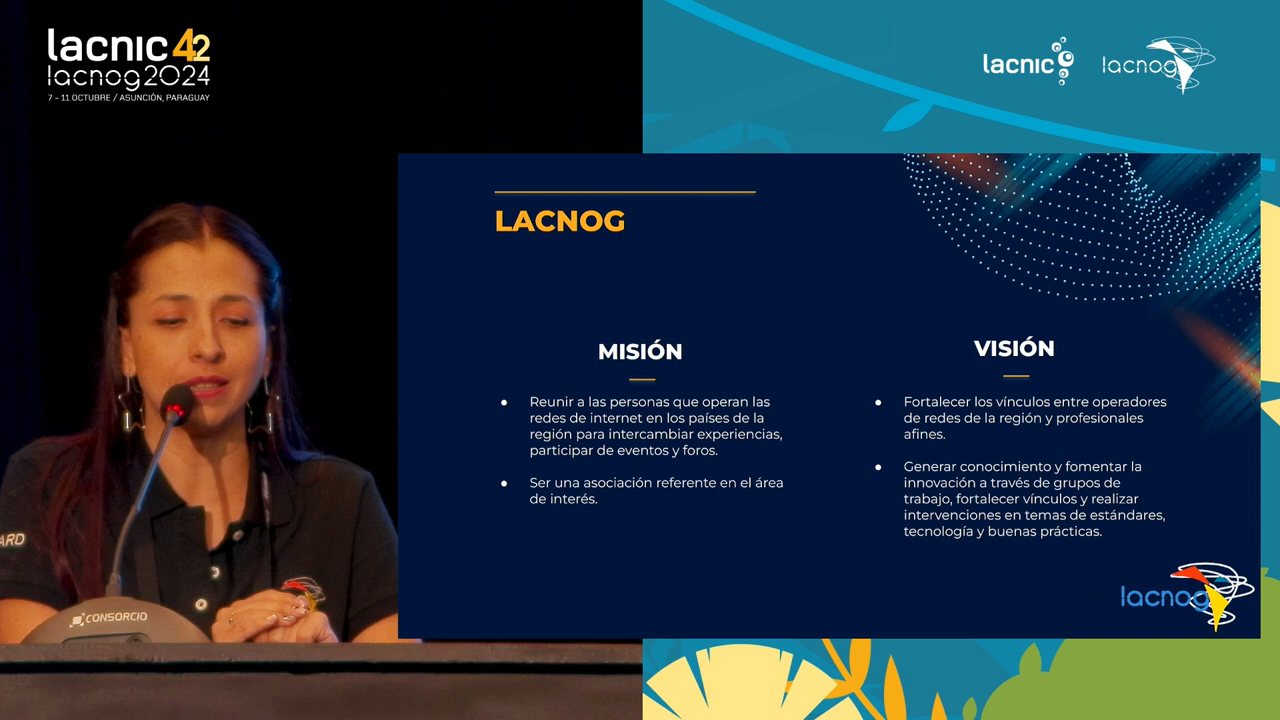 lacnic 42
lacnog2024
7 - 11 OCTUBRE / ASUNCIÓN, PARAGUAY
lacnic
lacnog
LACNOG
MISIÓN
• Reunir a las personas que operan las
redes de internet en los países de la
región para intercambiar experiencias,
participar de eventos y foros.
• Ser una asociación referente en el área
de interés.
VISIÓN
• Fortalecer los vínculos entre operadores
de redes de la región y profesionales
afines.
• Generar conocimiento y fomentar la
innovación a través de grupos de
trabajo, fortalecer vínculos y realizar
intervenciones en temas de estándares,
tecnología y buenas prácticas.
lacnog
ARD
CONSORCIO